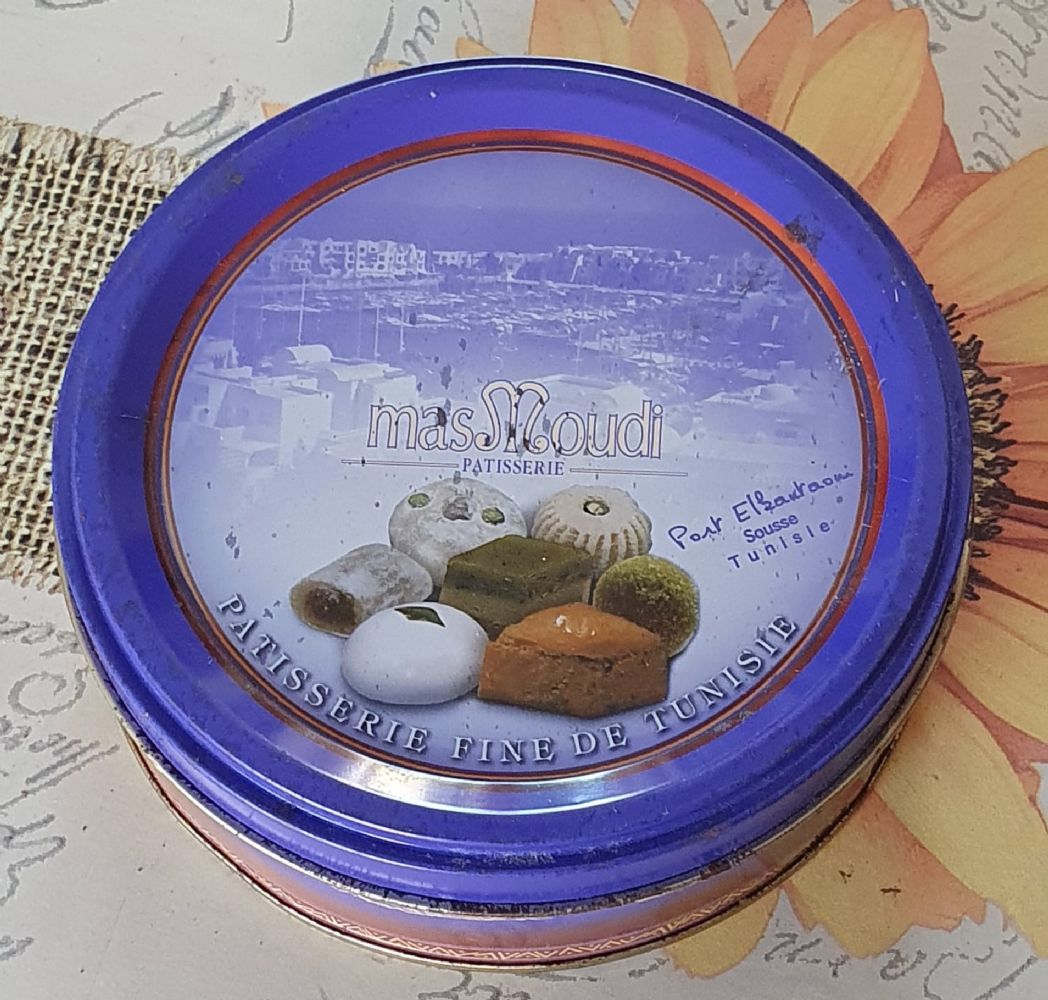 masMoudi
PATISSERIE
Port Elkantaoui
Sousse
Tunisie
PATISSERIE FINE DE TUNISIE